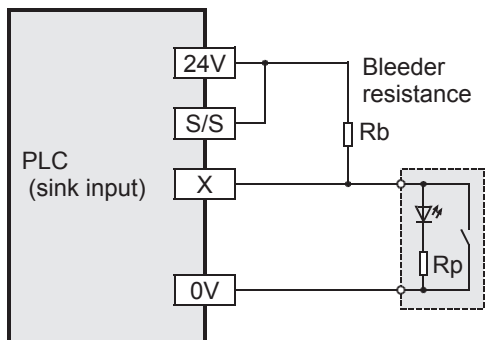 24V
S/S
PLC
(sink input)
X
0V
Bleeder
resistance
Rb
Rp